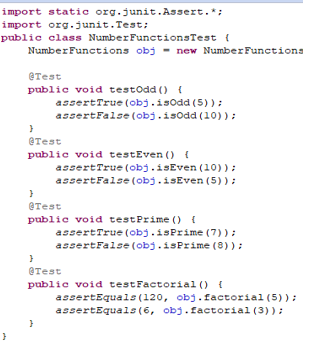 import static org.junit.Assert.*;
import org.junit.Test;
public class NumberFunctionsTest {
    NumberFunctions obj = new NumberFunctions
    @Test
    public void testOdd() {
        assertTrue(obj.isOdd(5));
        assertFalse(obj.isOdd(10));
    }
    @Test
    public void testEven() {
        assertTrue(obj.isEven(10));
        assertFalse(obj.isEven(5));
    }
    @Test
    public void testPrime() {
        assertTrue(obj.isPrime(7));
        assertFalse(obj.isPrime(8));
    }
    @Test
    public void testFactorial() {
        assertEquals(120, obj.factorial(5));
        assertEquals(6, obj.factorial(3));
    }
}